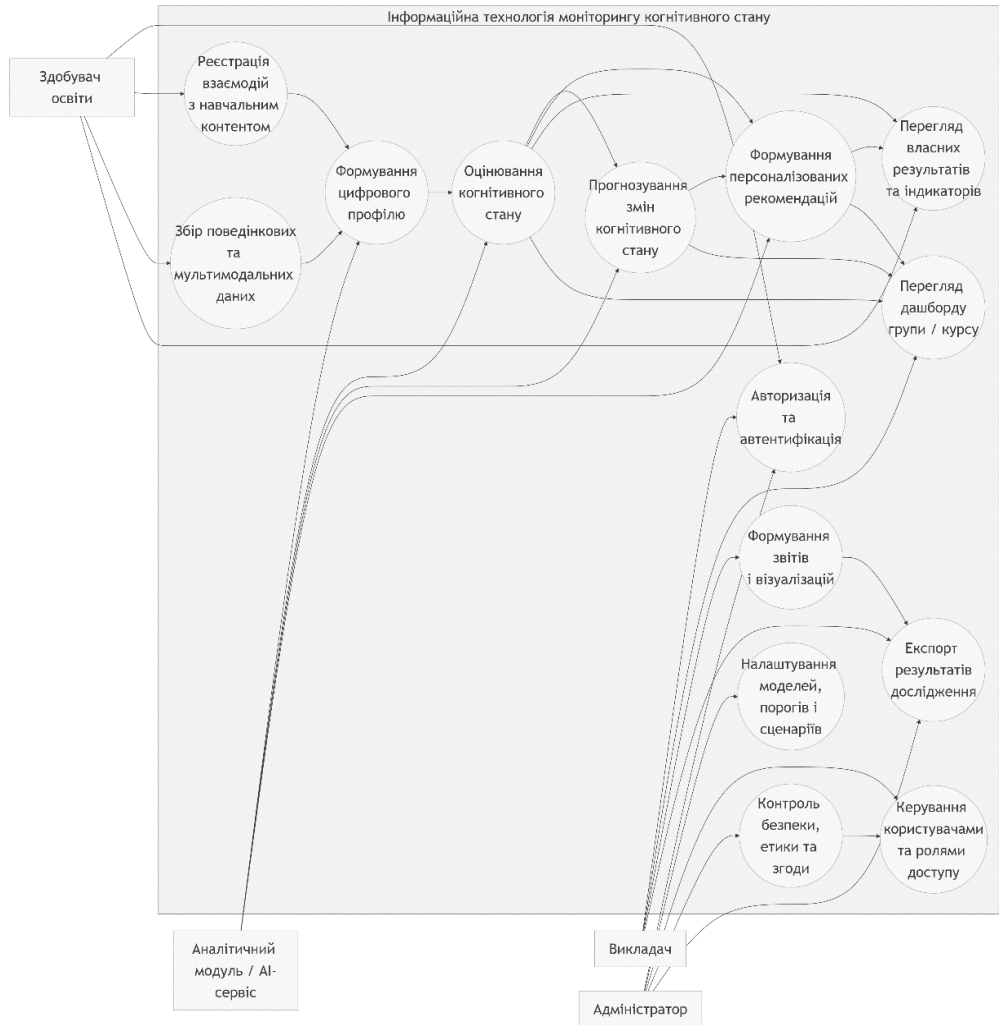 Інформаційна технологія моніторингу когнітивного стану
Здобувач
освіти
Реєстрація
взаємодій
з навчальним
контентом
Збір поведінкових
та
мультимодальних
даних
Формування
цифрового
профілю
Оцінювання
когнітивного
стану
Прогнозування
змін
когнітивного
стану
Формування
персоналізованих
рекомендацій
Перегляд
власних
результатів
та індикаторів
Перегляд
дашборду
групи / курсу
Авторизація
та
автентифікація
Формування
звітів
і візуалізацій
Експорт
результатів
дослідження
Налаштування
моделей,
порогів і
сценаріїв
Контроль
безпеки,
етики та
згоди
Керування
користувачами
та ролями
доступу
Аналітичний
модуль / AI-
сервіс
Викладач
Адміністратор